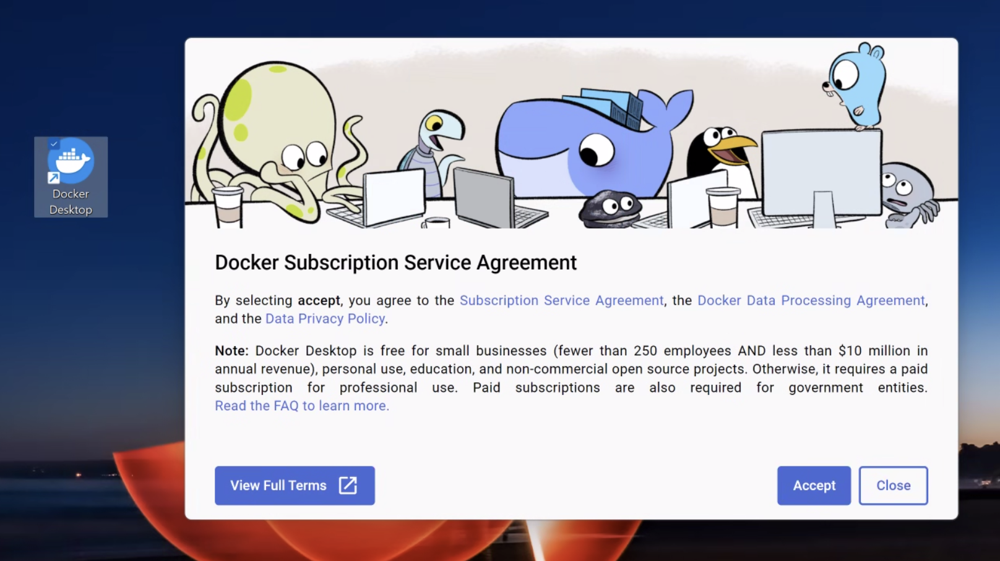 Docker
Desktop
Docker Subscription Service Agreement
By selecting accept, you agree to the Subscription Service Agreement, the Docker Data Processing Agreement,
and the Data Privacy Policy.
Note: Docker Desktop is free for small businesses (fewer than 250 employees AND less than $10 million in
annual revenue), personal use, education, and non-commercial open source projects. Otherwise, it requires a paid
subscription for professional use. Paid subscriptions are also required for government entities.
Read the FAQ to learn more.
View Full Terms
Accept
Close